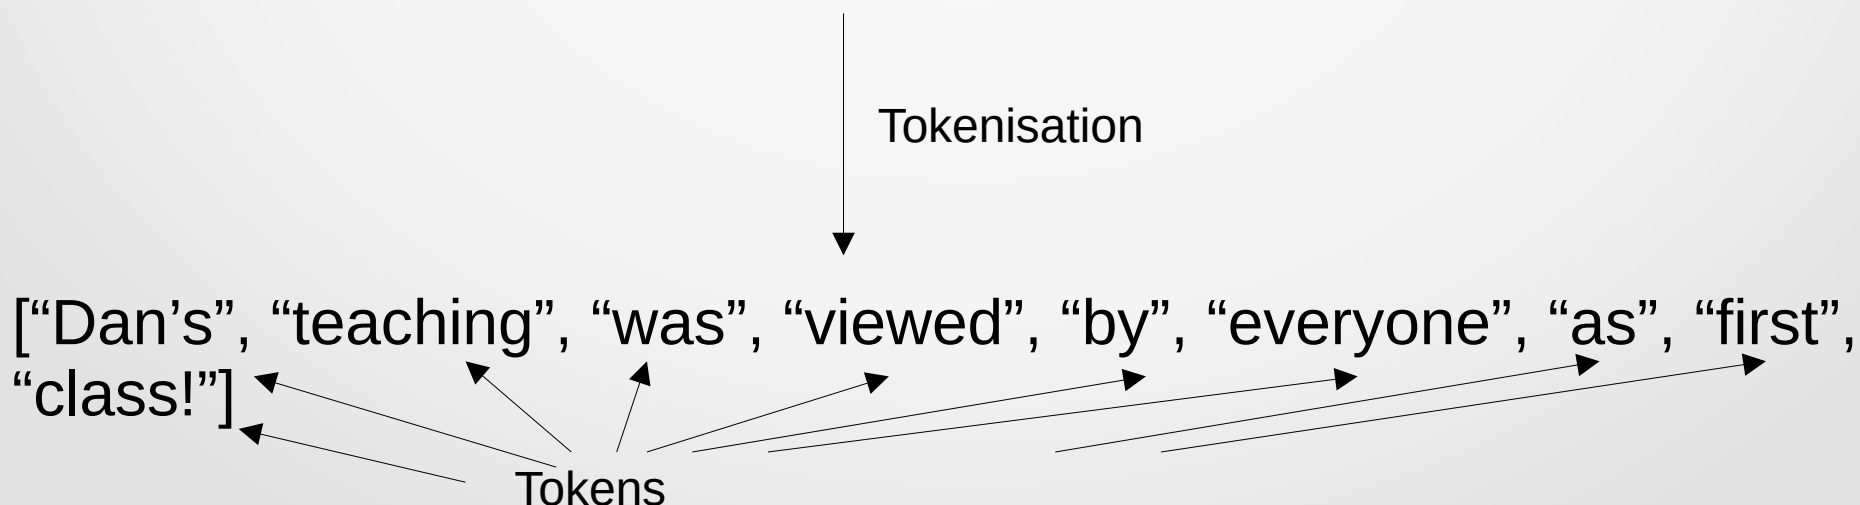 Tokenisation
[“Dan’s”, “teaching”, “was”, “viewed”, “by”, “everyone”, “as”, “first”,
“class!”]
Tokens